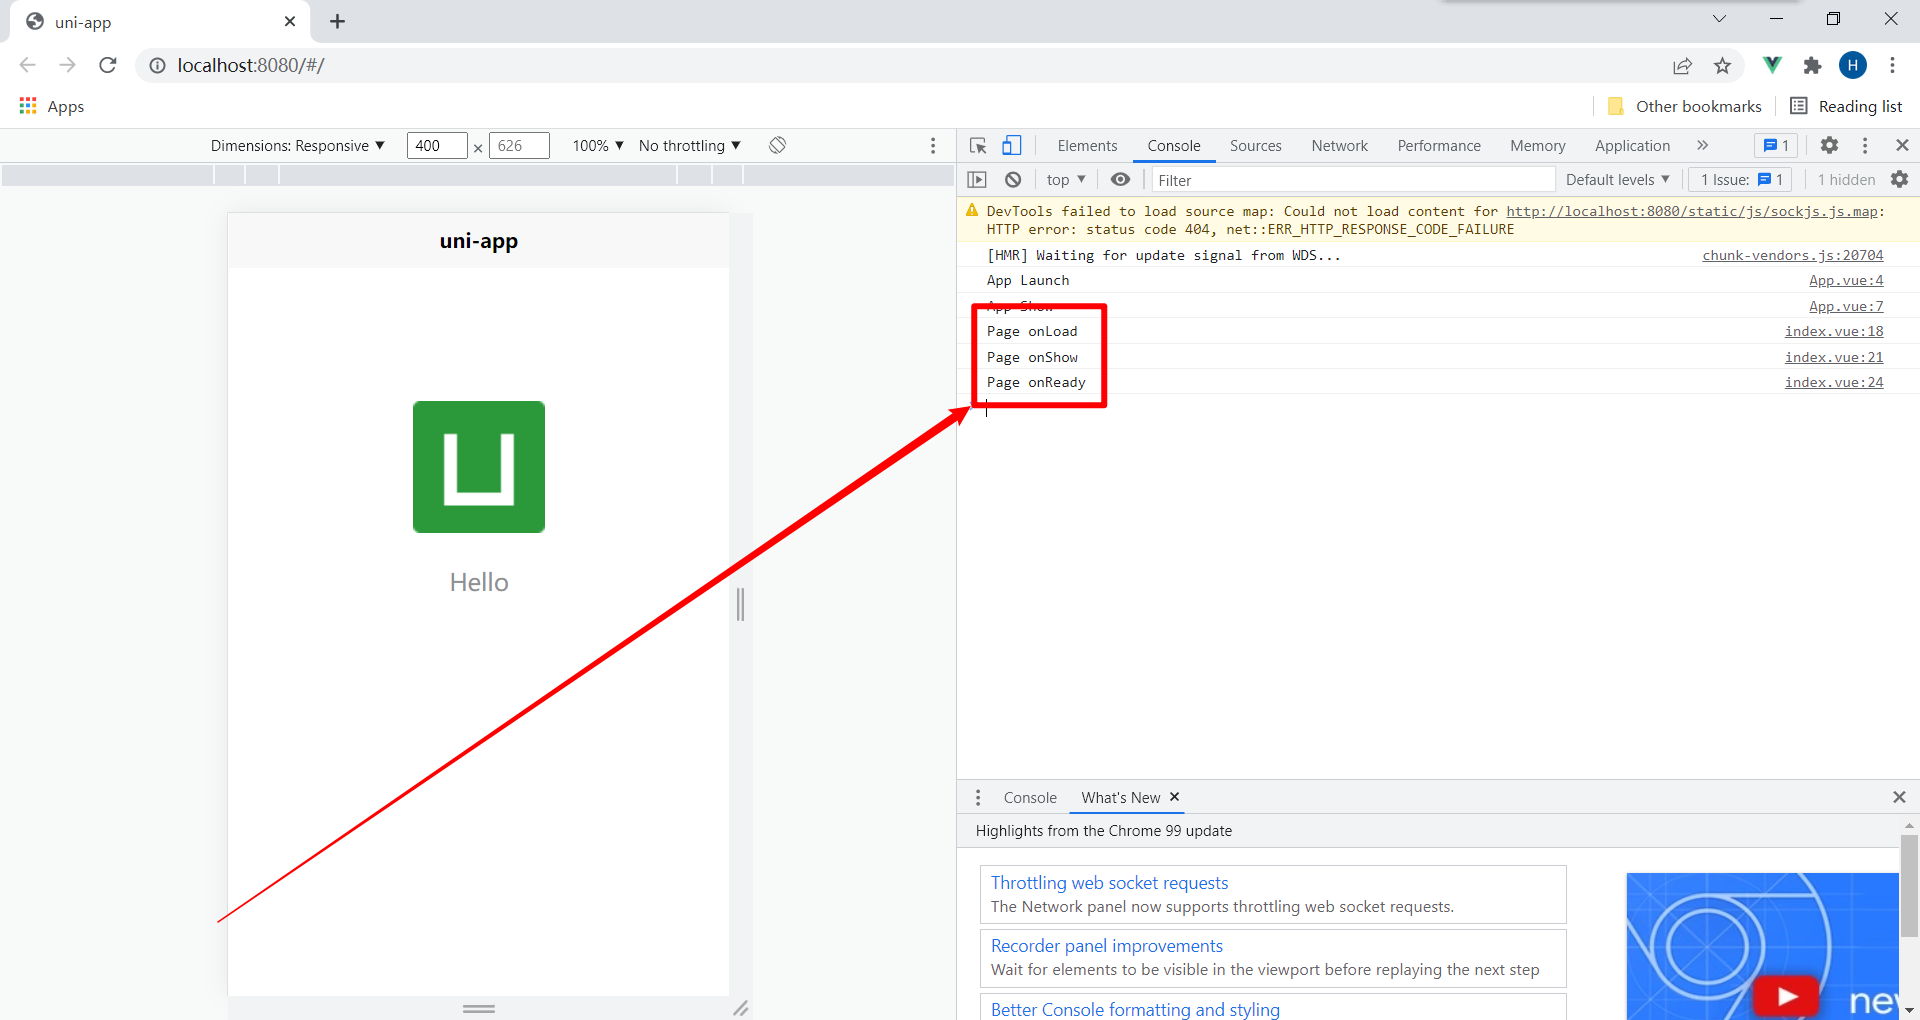 uni-app
localhost:8080/#/
H
Apps
Other bookmarks
Reading list
Dimensions: Responsive ▼ 400 × 626 100% ▼ No throttling ▼
uni-app
Hello
Elements Console Sources Network Performance Memory Application » 1
top ▼ Filter Default levels ▼ 1 Issue: 1 1 hidden
DevTools failed to load source map: Could not load content for http://localhost:8080/static/js/sockjs.js.map:
HTTP error: status code 404, net::ERR_HTTP_RESPONSE_CODE_FAILURE
[HMR] Waiting for update signal from WDS... chunk-vendors.js:20704
App Launch App.vue:4
App Show App.vue:7
Page onLoad index.vue:18
Page onShow index.vue:21
Page onReady index.vue:24
Console What's New
Highlights from the Chrome 99 update
Throttling web socket requests
The Network panel now supports throttling web socket requests.
Recorder panel improvements
Wait for elements to be visible in the viewport before replaying the next step
Better Console formatting and styling